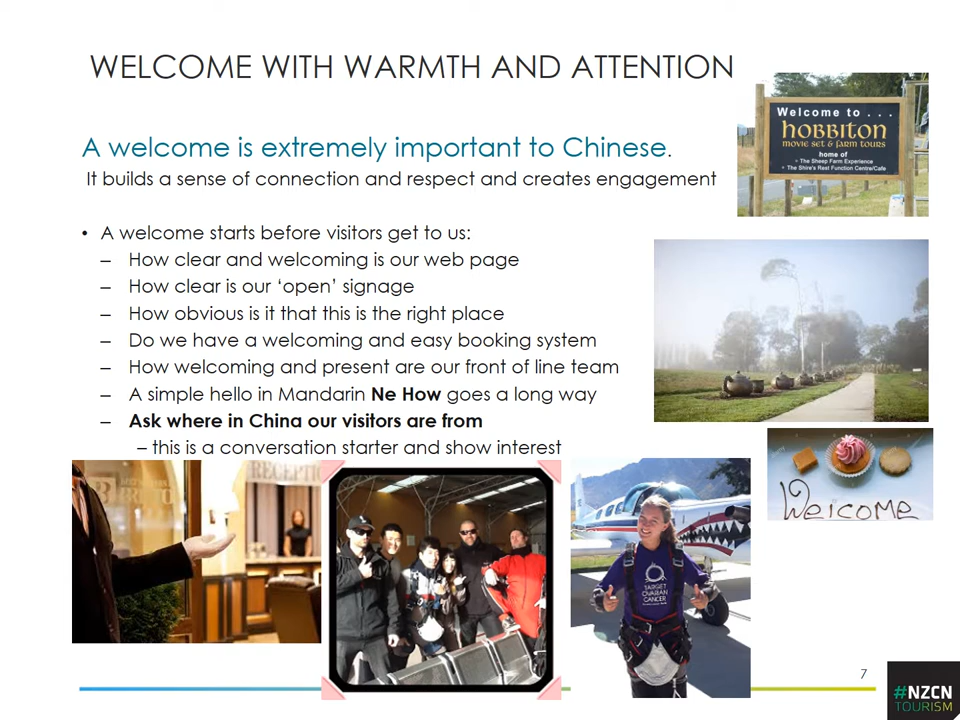 WELCOME WITH WARMTH AND ATTENTION
Welcome to . . .
HOBBITON
MOVIE SET & FARM TOURS
home of
* The Sheep Farm Experience
* The Shire's Rest Function Centre/Cafe
A welcome is extremely important to Chinese.
It builds a sense of connection and respect and creates engagement
• A welcome starts before visitors get to us:
– How clear and welcoming is our web page
– How clear is our ‘open’ signage
– How obvious is it that this is the right place
– Do we have a welcoming and easy booking system
– How welcoming and present are our front of line team
– A simple hello in Mandarin Ne How goes a long way
– Ask where in China our visitors are from
– this is a conversation starter and show interest
Welcome
RECEPTION
TARGET
OVARIAN
CANCER
7
#NZCN
TOURISM